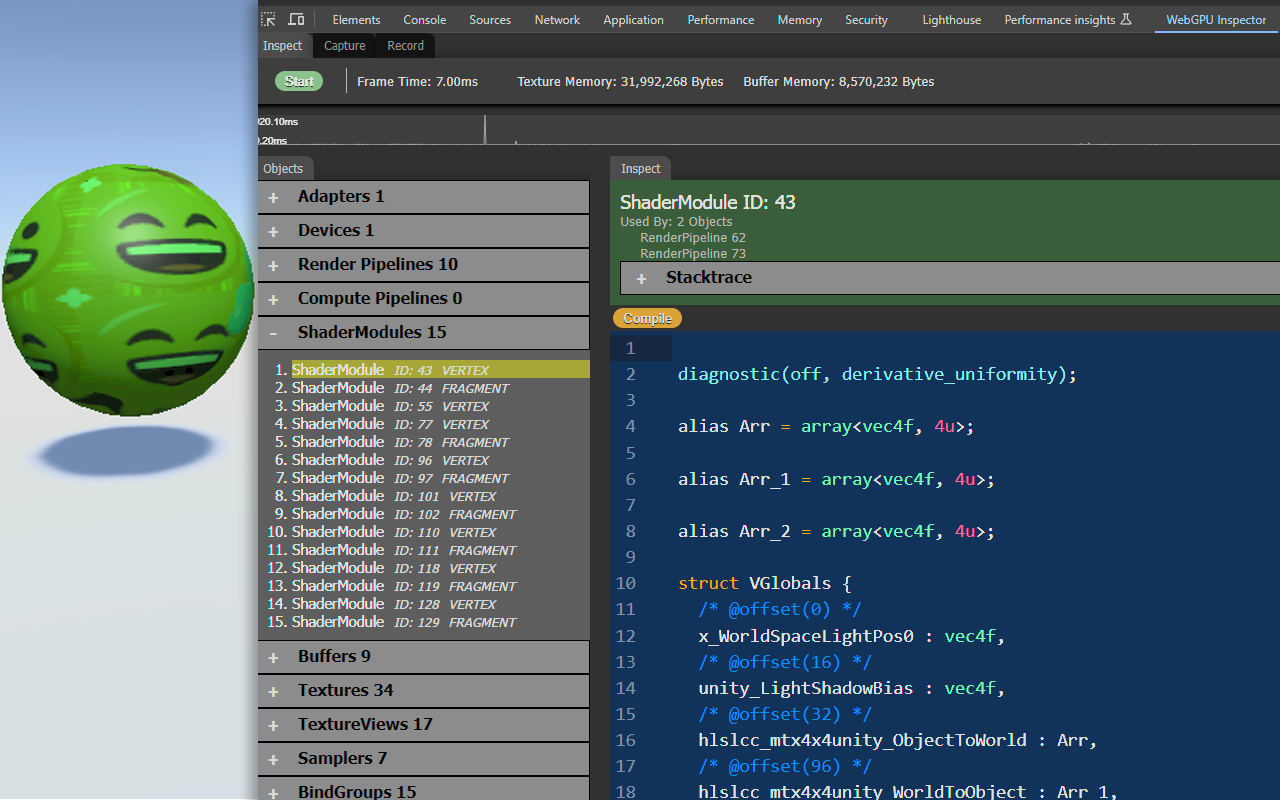 Elements Console Sources Network Application Performance Memory Security Lighthouse Performance insights WebGPU Inspector
Inspect Capture Record
Start Frame Time: 7.00ms Texture Memory: 31,992,268 Bytes Buffer Memory: 8,570,232 Bytes
20.10ms
.20ms
Objects
+ Adapters 1
+ Devices 1
+ Render Pipelines 10
+ Compute Pipelines 0
- ShaderModules 15
1. ShaderModule ID: 43 VERTEX
2. ShaderModule ID: 44 FRAGMENT
3. ShaderModule ID: 55 VERTEX
4. ShaderModule ID: 77 VERTEX
5. ShaderModule ID: 78 FRAGMENT
6. ShaderModule ID: 96 VERTEX
7. ShaderModule ID: 97 FRAGMENT
8. ShaderModule ID: 101 VERTEX
9. ShaderModule ID: 102 FRAGMENT
10. ShaderModule ID: 110 VERTEX
11. ShaderModule ID: 111 FRAGMENT
12. ShaderModule ID: 118 VERTEX
13. ShaderModule ID: 119 FRAGMENT
14. ShaderModule ID: 128 VERTEX
15. ShaderModule ID: 129 FRAGMENT
+ Buffers 9
+ Textures 34
+ TextureViews 17
+ Samplers 7
+ BindGroups 15
Inspect
ShaderModule ID: 43
Used By: 2 Objects
RenderPipeline 62
RenderPipeline 73
+ Stacktrace
Compile
1
2 diagnostic(off, derivative_uniformity);
3
4 alias Arr = array<vec4f, 4u>;
5
6 alias Arr_1 = array<vec4f, 4u>;
7
8 alias Arr_2 = array<vec4f, 4u>;
9
10 struct VGlobals {
11 /* @offset(0) */
12 x_WorldSpaceLightPos0 : vec4f,
13 /* @offset(16) */
14 unity_LightShadowBias : vec4f,
15 /* @offset(32) */
16 hlslcc_mtx4x4unity_ObjectToWorld : Arr,
17 /* @offset(96) */
18 hlslcc_mtx4x4unity_WorldToObject : Arr_1,